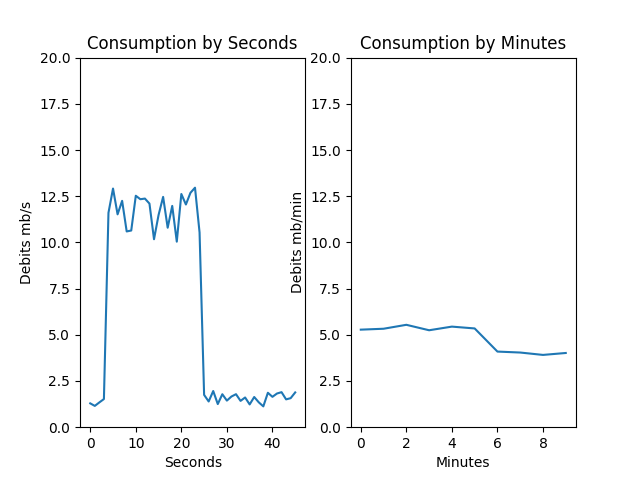 Consumption by Seconds
Debits mb/s
20.0
17.5
15.0
12.5
10.0
7.5
5.0
2.5
0.0
0 10 20 30 40
Seconds
Consumption by Minutes
Debits mb/min
20.0
17.5
15.0
12.5
10.0
7.5
5.0
2.5
0.0
0 2 4 6 8
Minutes